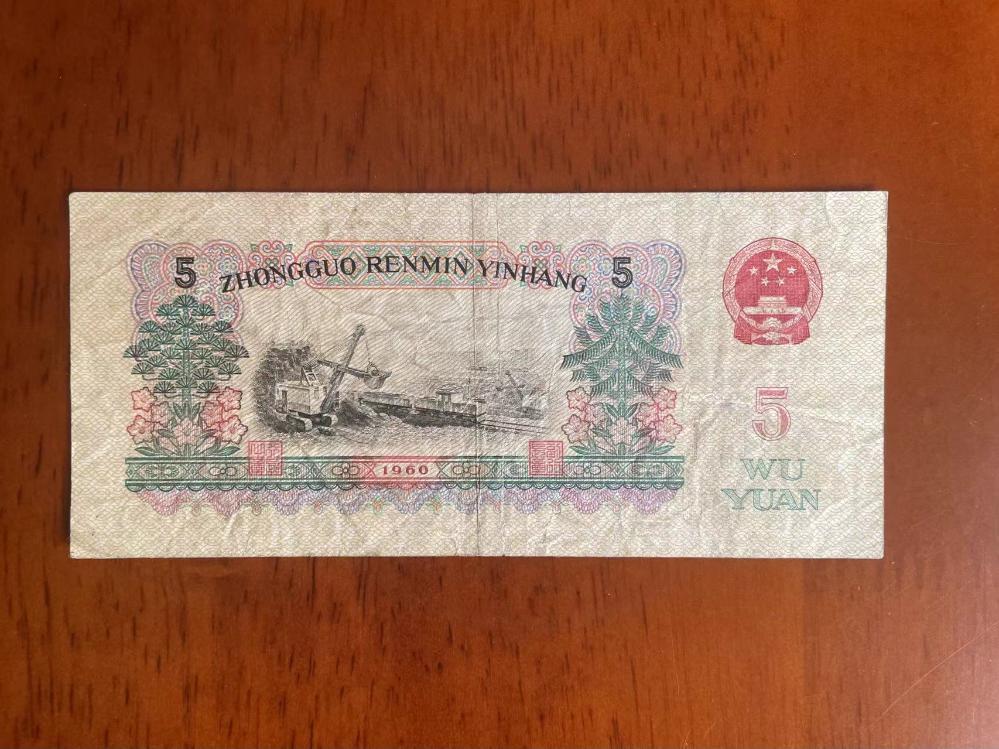 5 ZHONGGUO RENMIN YINHANG 5
5
WU
YUAN
1960